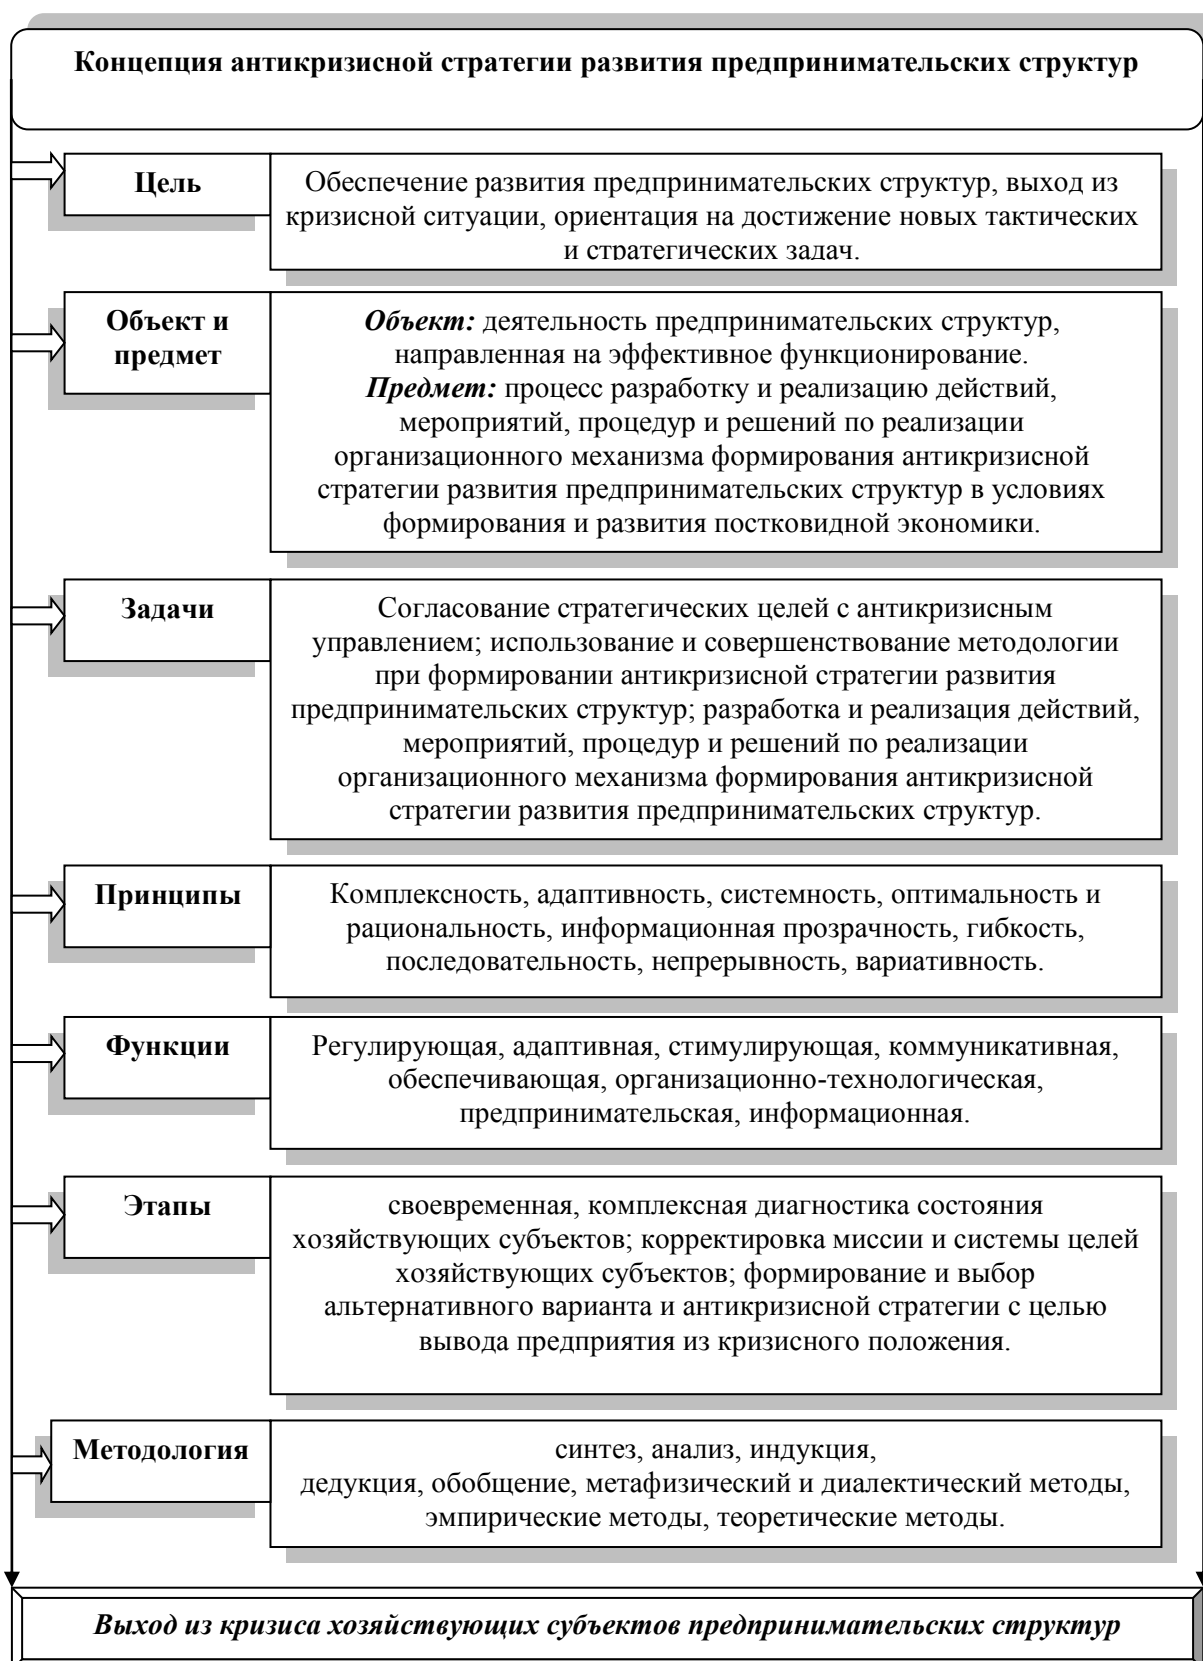 Концепция антикризисной стратегии развития предпринимательских структур
Цель
Обеспечение развития предпринимательских структур, выход из
кризисной ситуации, ориентация на достижение новых тактических
и стратегических задач.
Объект и
предмет
Объект: деятельность предпринимательских структур,
направленная на эффективное функционирование.
Предмет: процесс разработку и реализацию действий,
мероприятий, процедур и решений по реализации
организационного механизма формирования антикризисной
стратегии развития предпринимательских структур в условиях
формирования и развития постковидной экономики.
Задачи
Согласование стратегических целей с антикризисным
управлением; использование и совершенствование методологии
при формировании антикризисной стратегии развития
предпринимательских структур; разработка и реализация действий,
мероприятий, процедур и решений по реализации
организационного механизма формирования антикризисной
стратегии развития предпринимательских структур.
Принципы
Комплексность, адаптивность, системность, оптимальность и
рациональность, информационная прозрачность, гибкость,
последовательность, непрерывность, вариативность.
Функции
Регулирующая, адаптивная, стимулирующая, коммуникативная,
обеспечивающая, организационно-технологическая,
предпринимательская, информационная.
Этапы
своевременная, комплексная диагностика состояния
хозяйствующих субъектов; корректировка миссии и системы целей
хозяйствующих субъектов; формирование и выбор
альтернативного варианта и антикризисной стратегии с целью
вывода предприятия из кризисного положения.
Методология
синтез, анализ, индукция,
дедукция, обобщение, метафизический и диалектический методы,
эмпирические методы, теоретические методы.
Выход из кризиса хозяйствующих субъектов предпринимательских структур